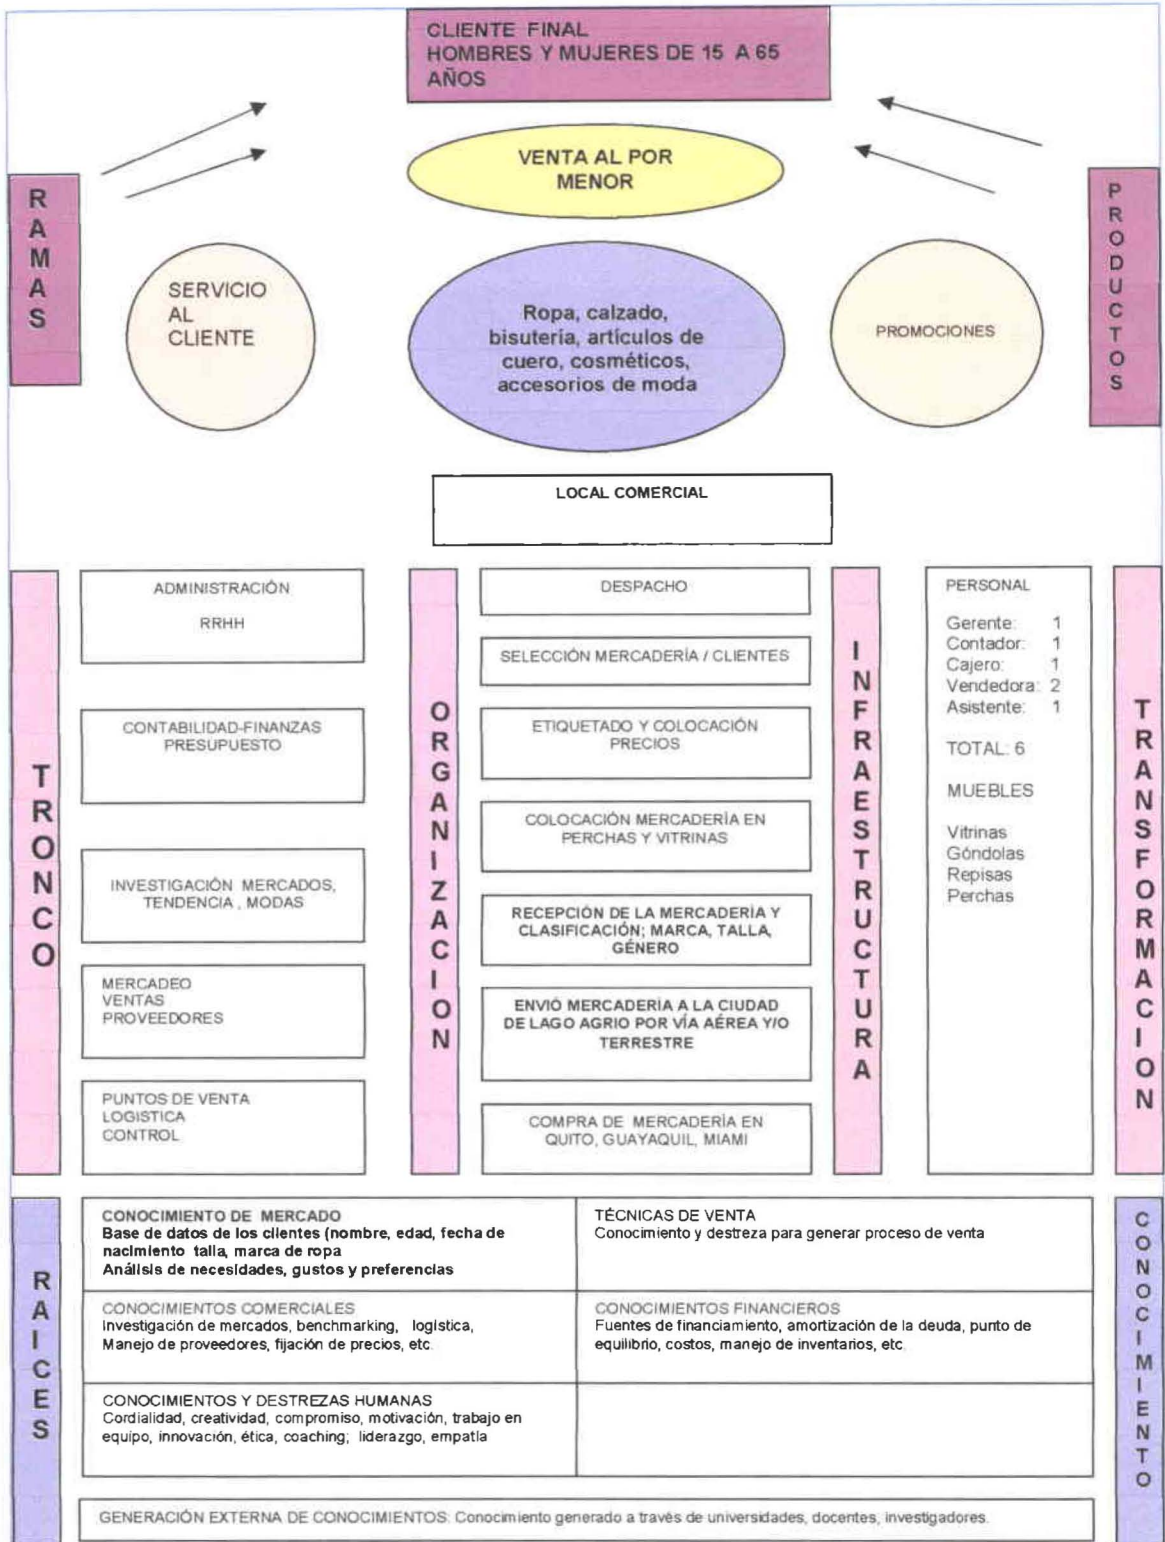 CLIENTE FINAL
HOMBRES Y MUJERES DE 15 A 65
AÑOS
VENTA AL POR
MENOR
RAMAS
PRODUCTOS
SERVICIO
AL
CLIENTE
Ropa, calzado,
bisutería, artículos de
cuero, cosméticos,
accesorios de moda
PROMOCIONES
LOCAL COMERCIAL
TRONCO
ADMINISTRACIÓN
RRHH
CONTABILIDAD-FINANZAS
PRESUPUESTO
INVESTIGACIÓN MERCADOS,
TENDENCIA , MODAS
MERCADEO
VENTAS
PROVEEDORES
PUNTOS DE VENTA
LOGISTICA
CONTROL
ORGANIZACION
DESPACHO
SELECCIÓN MERCADERÍA / CLIENTES
ETIQUETADO Y COLOCACIÓN
PRECIOS
COLOCACIÓN MERCADERÍA EN
PERCHAS Y VITRINAS
RECEPCIÓN DE LA MERCADERÍA Y
CLASIFICACIÓN; MARCA, TALLA,
GÉNERO
ENVIÓ MERCADERÍA A LA CIUDAD
DE LAGO AGRIO POR VÍA AÉREA Y/O
TERRESTRE
COMPRA DE MERCADERÍA EN
QUITO, GUAYAQUIL, MIAMI
INFRAESTRUCTURA
PERSONAL
Gerente: 1
Contador: 1
Cajero: 1
Vendedora: 2
Asistente: 1
TOTAL: 6
MUEBLES
Vitrinas
Góndolas
Repisas
Perchas
TRANSFORMACION
RAICES
CONOCIMIENTO DE MERCADO
Base de datos de los clientes (nombre, edad, fecha de
nacimiento talla, marca de ropa
Análisis de necesidades, gustos y preferencias
TÉCNICAS DE VENTA
Conocimiento y destreza para generar proceso de venta
CONOCIMIENTOS COMERCIALES
Investigación de mercados, benchmarking, logística,
Manejo de proveedores, fijación de precios, etc.
CONOCIMIENTOS FINANCIEROS
Fuentes de financiamiento, amortización de la deuda, punto de
equilibrio, costos, manejo de inventarios, etc.
CONOCIMIENTOS Y DESTREZAS HUMANAS
Cordialidad, creatividad, compromiso, motivación, trabajo en
equipo, innovación, ética, coaching; liderazgo, empatía
CONOCIMIENTO
GENERACIÓN EXTERNA DE CONOCIMIENTOS: Conocimiento generado a través de universidades, docentes, investigadores.